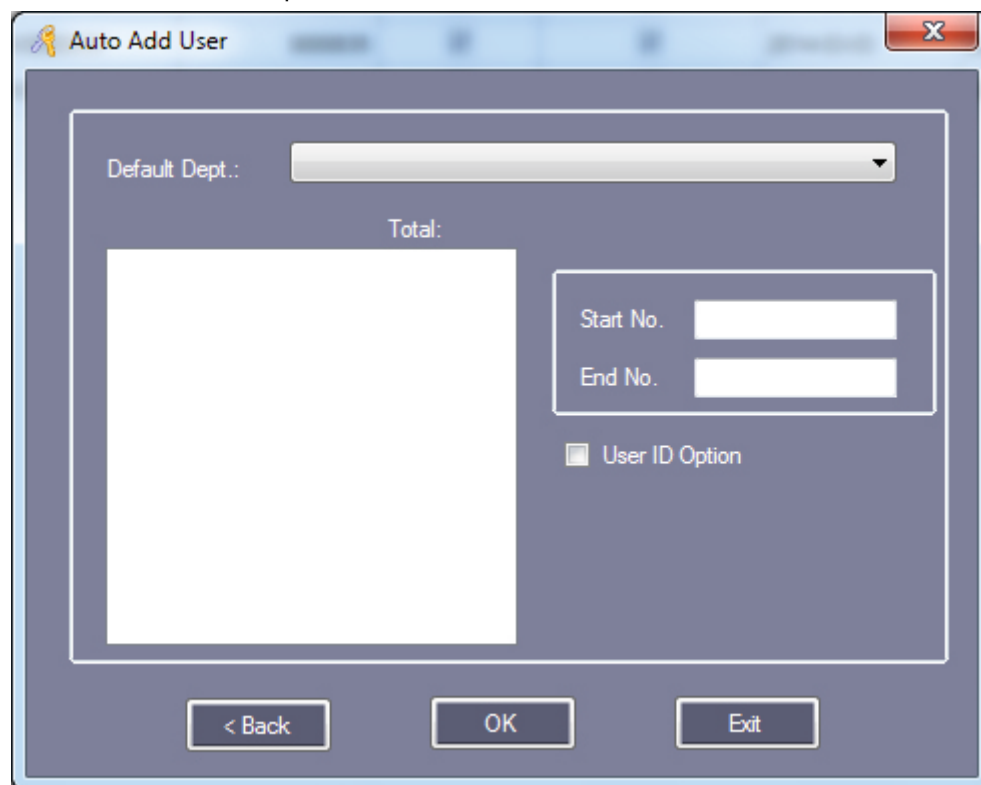 Auto Add User
Default Dept.:
Total:
Start No.
End No.
User ID Option
< Back
OK
Exit